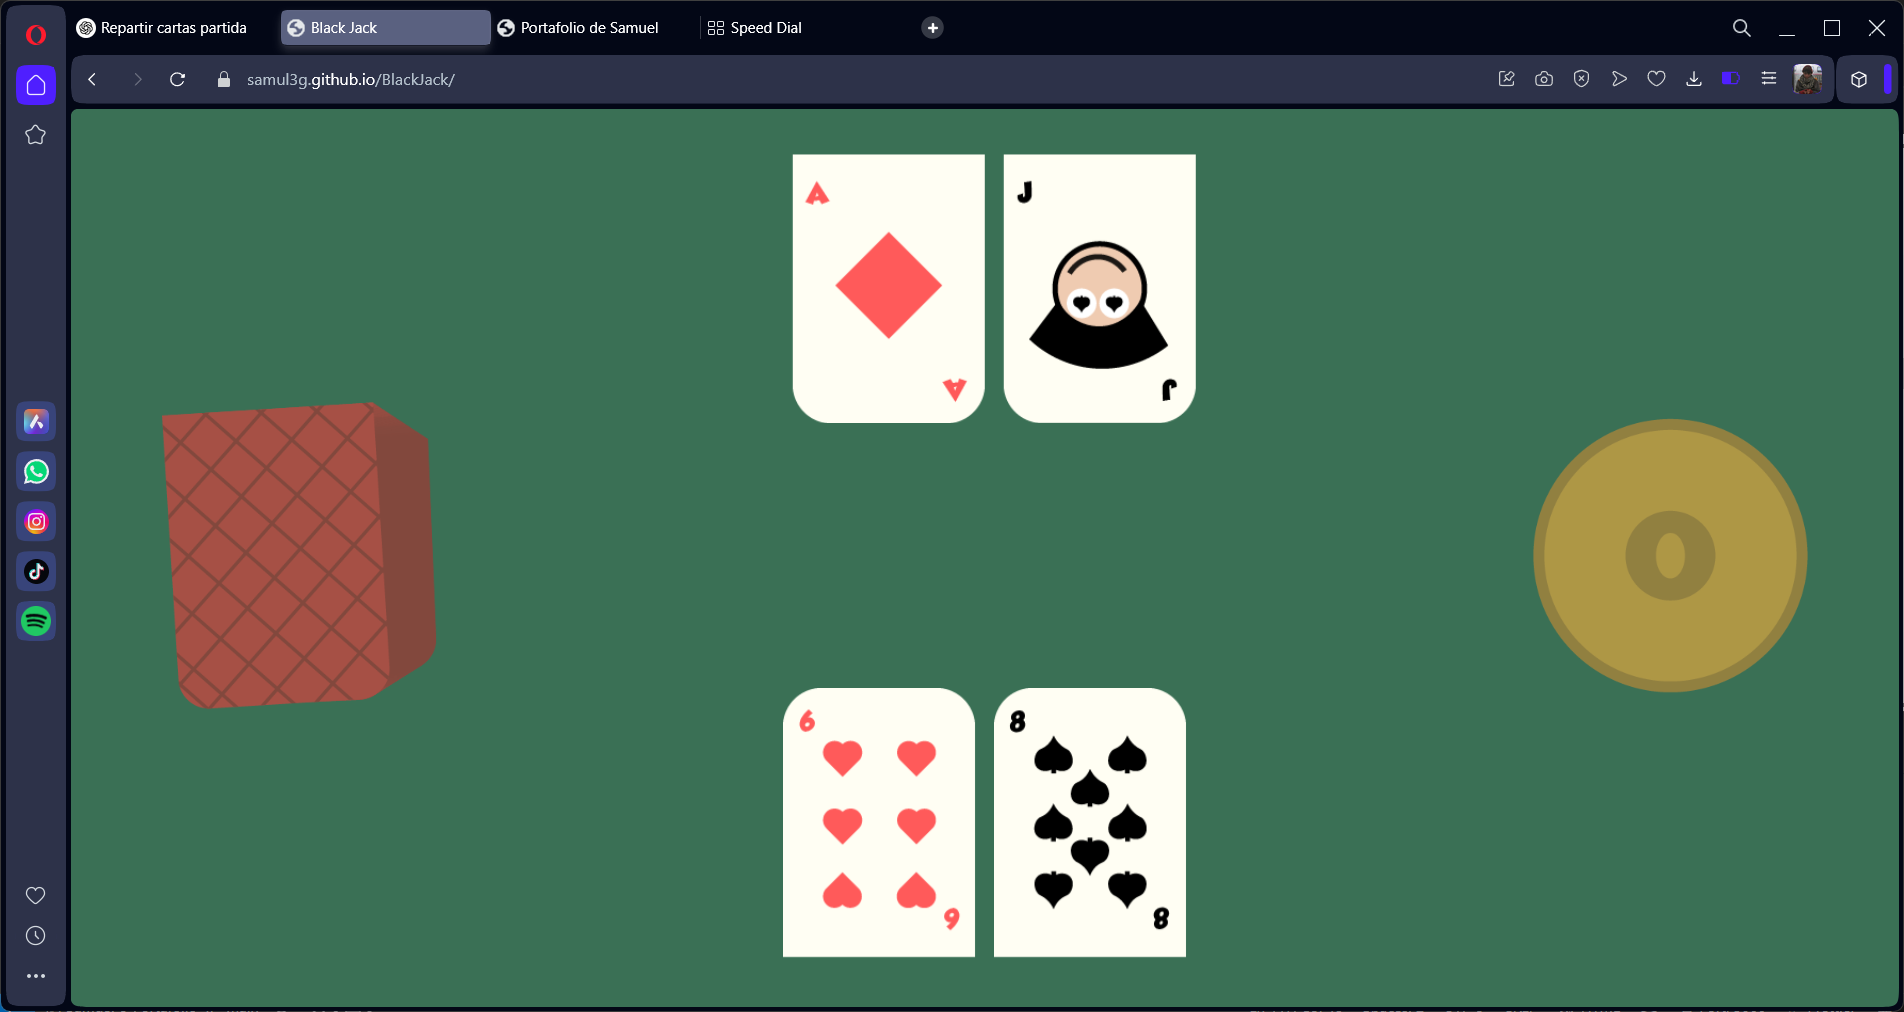 Repartir cartas partida
Black Jack
Portafolio de Samuel
Speed Dial
samul3g.github.io/BlackJack/
A
A
J
J
6
6
8
8
0